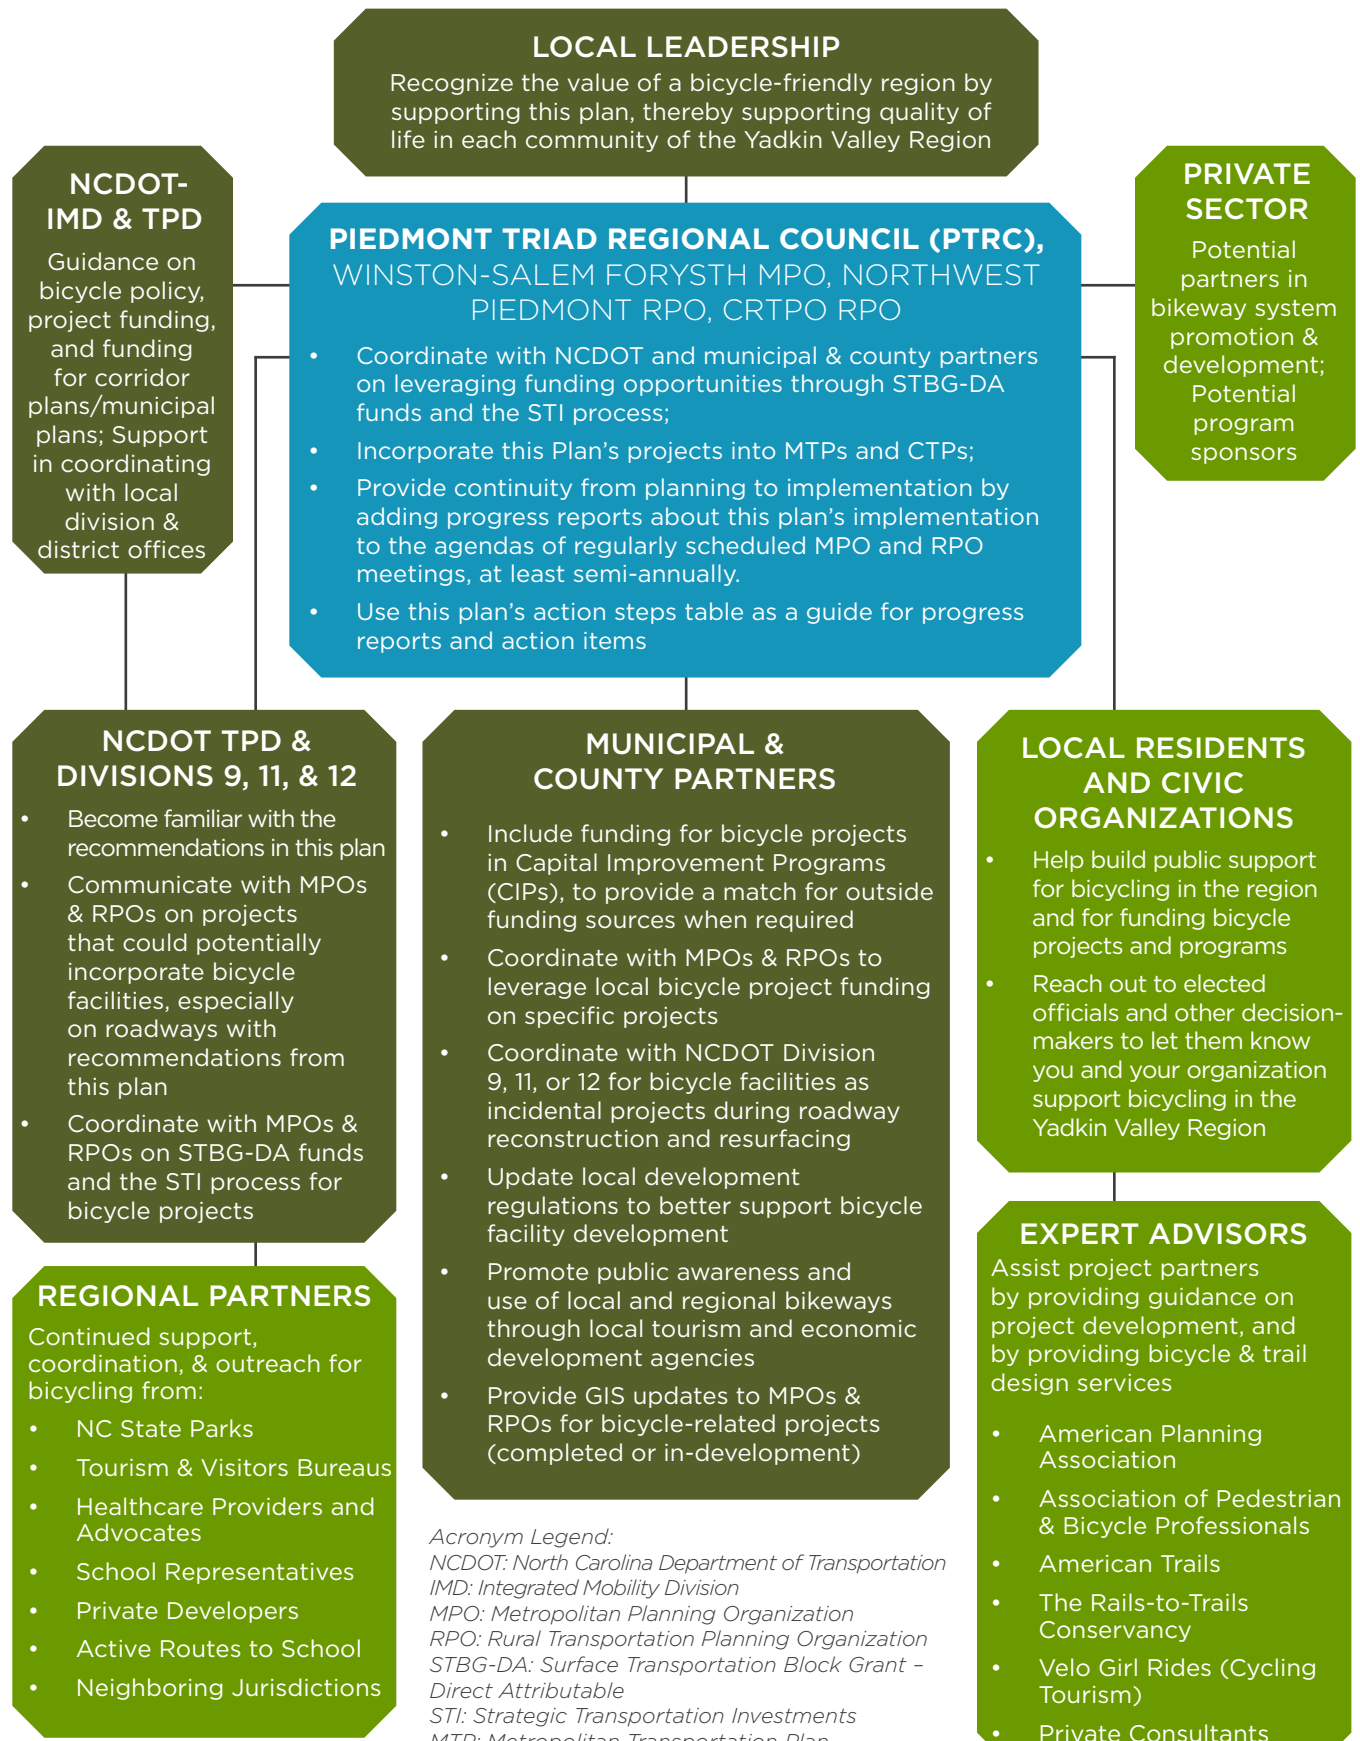 LOCAL LEADERSHIP
Recognize the value of a bicycle-friendly region by
supporting this plan, thereby supporting quality of
life in each community of the Yadkin Valley Region
NCDOT-
IMD & TPD
Guidance on
bicycle policy,
project funding,
and funding
for corridor
plans/municipal
plans; Support
in coordinating
with local
division &
district offices
PIEDMONT TRIAD REGIONAL COUNCIL (PTRC),
WINSTON-SALEM FORYSTH MPO, NORTHWEST
PIEDMONT RPO, CRTPO RPO
• Coordinate with NCDOT and municipal & county partners
on leveraging funding opportunities through STBG-DA
funds and the STI process;
• Incorporate this Plan's projects into MTPs and CTPs;
• Provide continuity from planning to implementation by
adding progress reports about this plan's implementation
to the agendas of regularly scheduled MPO and RPO
meetings, at least semi-annually.
• Use this plan's action steps table as a guide for progress
reports and action items
PRIVATE
SECTOR
Potential
partners in
bikeway system
promotion &
development;
Potential
program
sponsors
NCDOT TPD &
DIVISIONS 9, 11, & 12
• Become familiar with the
recommendations in this plan
• Communicate with MPOs
& RPOs on projects
that could potentially
incorporate bicycle
facilities, especially
on roadways with
recommendations from
this plan
• Coordinate with MPOs &
RPOs on STBG-DA funds
and the STI process for
bicycle projects
REGIONAL PARTNERS
Continued support,
coordination, & outreach for
bicycling from:
• NC State Parks
• Tourism & Visitors Bureaus
• Healthcare Providers and
Advocates
• School Representatives
• Private Developers
• Active Routes to School
• Neighboring Jurisdictions
MUNICIPAL &
COUNTY PARTNERS
• Include funding for bicycle projects
in Capital Improvement Programs
(CIPs), to provide a match for outside
funding sources when required
• Coordinate with MPOs & RPOs to
leverage local bicycle project funding
on specific projects
• Coordinate with NCDOT Division
9, 11, or 12 for bicycle facilities as
incidental projects during roadway
reconstruction and resurfacing
• Update local development
regulations to better support bicycle
facility development
• Promote public awareness and
use of local and regional bikeways
through local tourism and economic
development agencies
• Provide GIS updates to MPOs &
RPOs for bicycle-related projects
(completed or in-development)
Acronym Legend:
NCDOT: North Carolina Department of Transportation
IMD: Integrated Mobility Division
MPO: Metropolitan Planning Organization
RPO: Rural Transportation Planning Organization
STBG-DA: Surface Transportation Block Grant –
Direct Attributable
STI: Strategic Transportation Investments
MTP: Metropolitan Transportation Plan
LOCAL RESIDENTS
AND CIVIC
ORGANIZATIONS
• Help build public support
for bicycling in the region
and for funding bicycle
projects and programs
• Reach out to elected
officials and other decision-
makers to let them know
you and your organization
support bicycling in the
Yadkin Valley Region
EXPERT ADVISORS
Assist project partners
by providing guidance on
project development, and
by providing bicycle & trail
design services
• American Planning
Association
• Association of Pedestrian
& Bicycle Professionals
• American Trails
• The Rails-to-Trails
Conservancy
• Velo Girl Rides (Cycling
Tourism)
• Private Consultants